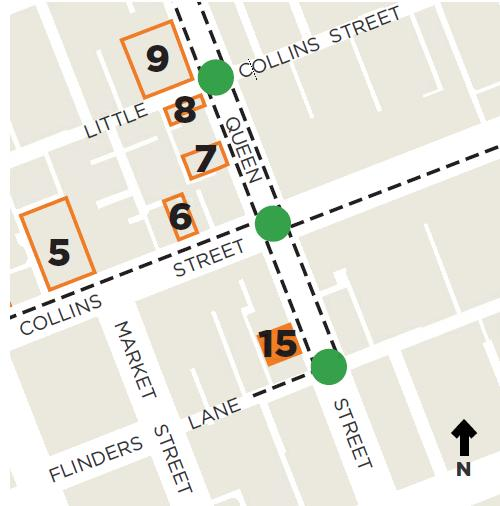 9
COLLINS STREET
LITTLE
8
QUEEN
7
6
5
STREET
COLLINS
15
MARKET
STREET
LANE
FLINDERS
STREET
N